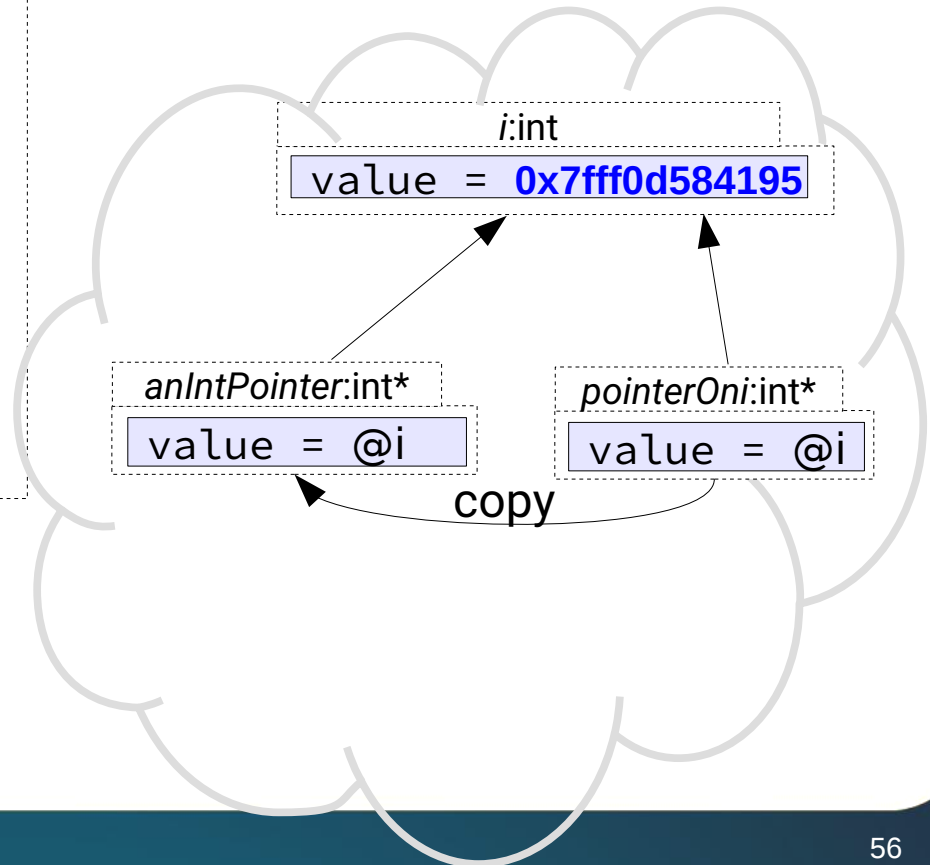 i:int
value = 0x7fff0d584195
anIntPointer:int*
value = @i
pointerOni:int*
value = @i
copy
56